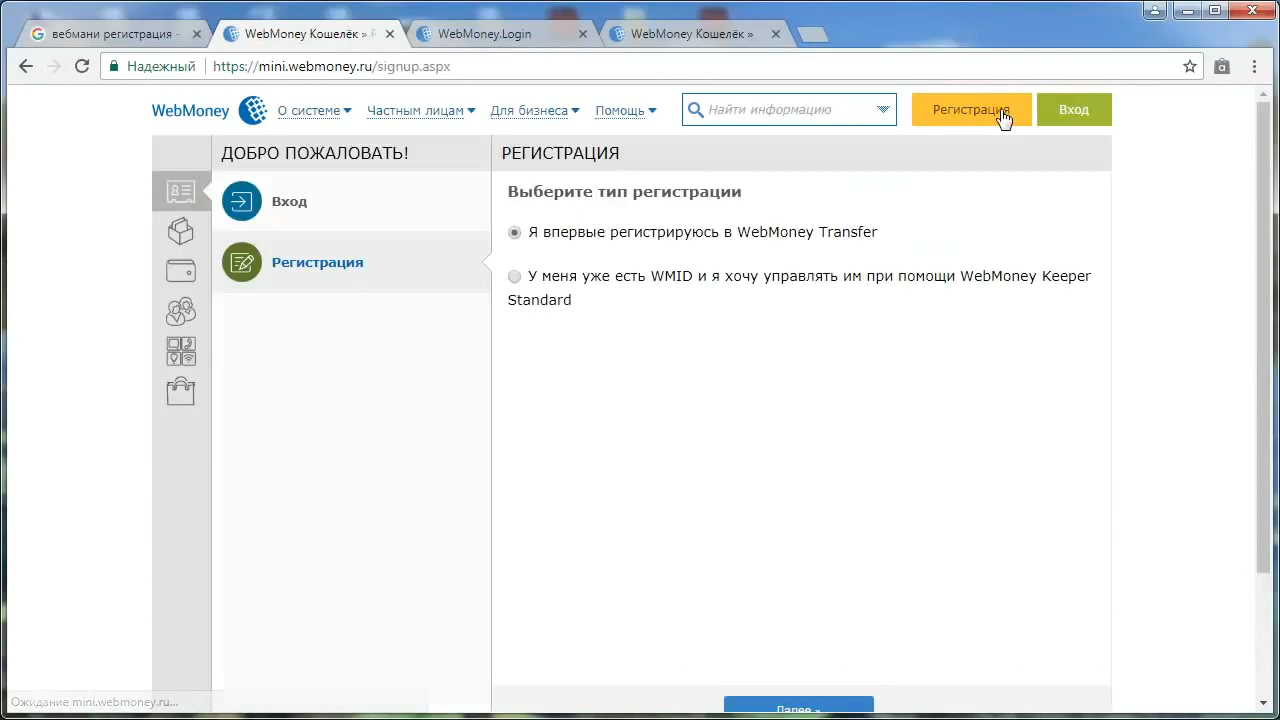 вебмани регистрация -
WebMoney Кошелёк »
WebMoney.Login
WebMoney Кошелёк »
Надежный
https://mini.webmoney.ru/signup.aspx
WebMoney
О системе
Частным лицам
Для бизнеса
Помощь
Найти информацию
Регистрация
Вход
ДОБРО ПОЖАЛОВАТЬ!
РЕГИСТРАЦИЯ
Вход
Регистрация
Выберите тип регистрации
Я впервые регистрируюсь в WebMoney Transfer
У меня уже есть WMID и я хочу управлять им при помощи WebMoney Keeper
Standard
Далее »
Ожидание mini.webmoney.ru...